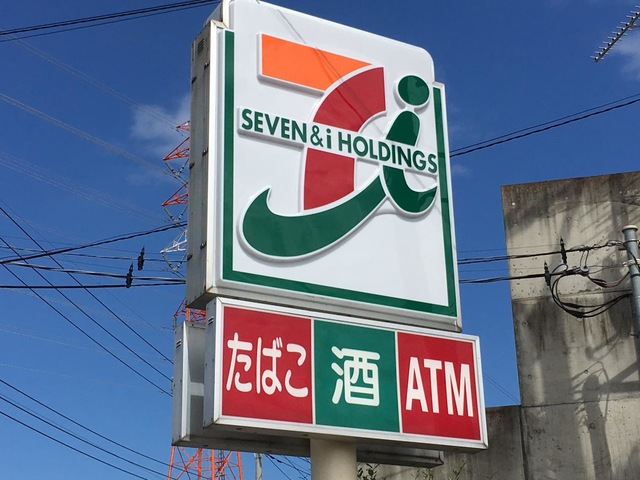 SEVEN&i HOLDINGS
たばこ 酒 ATM